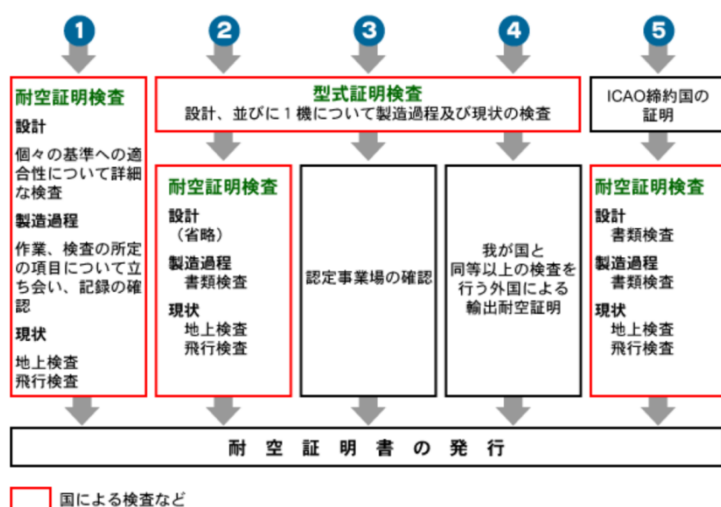 1
2
3
4
5
耐空証明検査
設計
個々の基準への適
合性について詳細
な検査
製造過程
作業、検査の所定
の項目について立
ち会い、記録の確
認
現状
地上検査
飛行検査
型式証明検査
設計、並びに1機について製造過程及び現状の検査
耐空証明検査
設計
（省略）
製造過程
書類検査
現状
地上検査
飛行検査
認定事業場の確認
我が国と
同等以上の検査を
行う外国による
輸出耐空証明
ICAO締約国の
証明
耐空証明検査
設計
書類検査
製造過程
書類検査
現状
地上検査
飛行検査
耐空証明書の発行
国による検査など